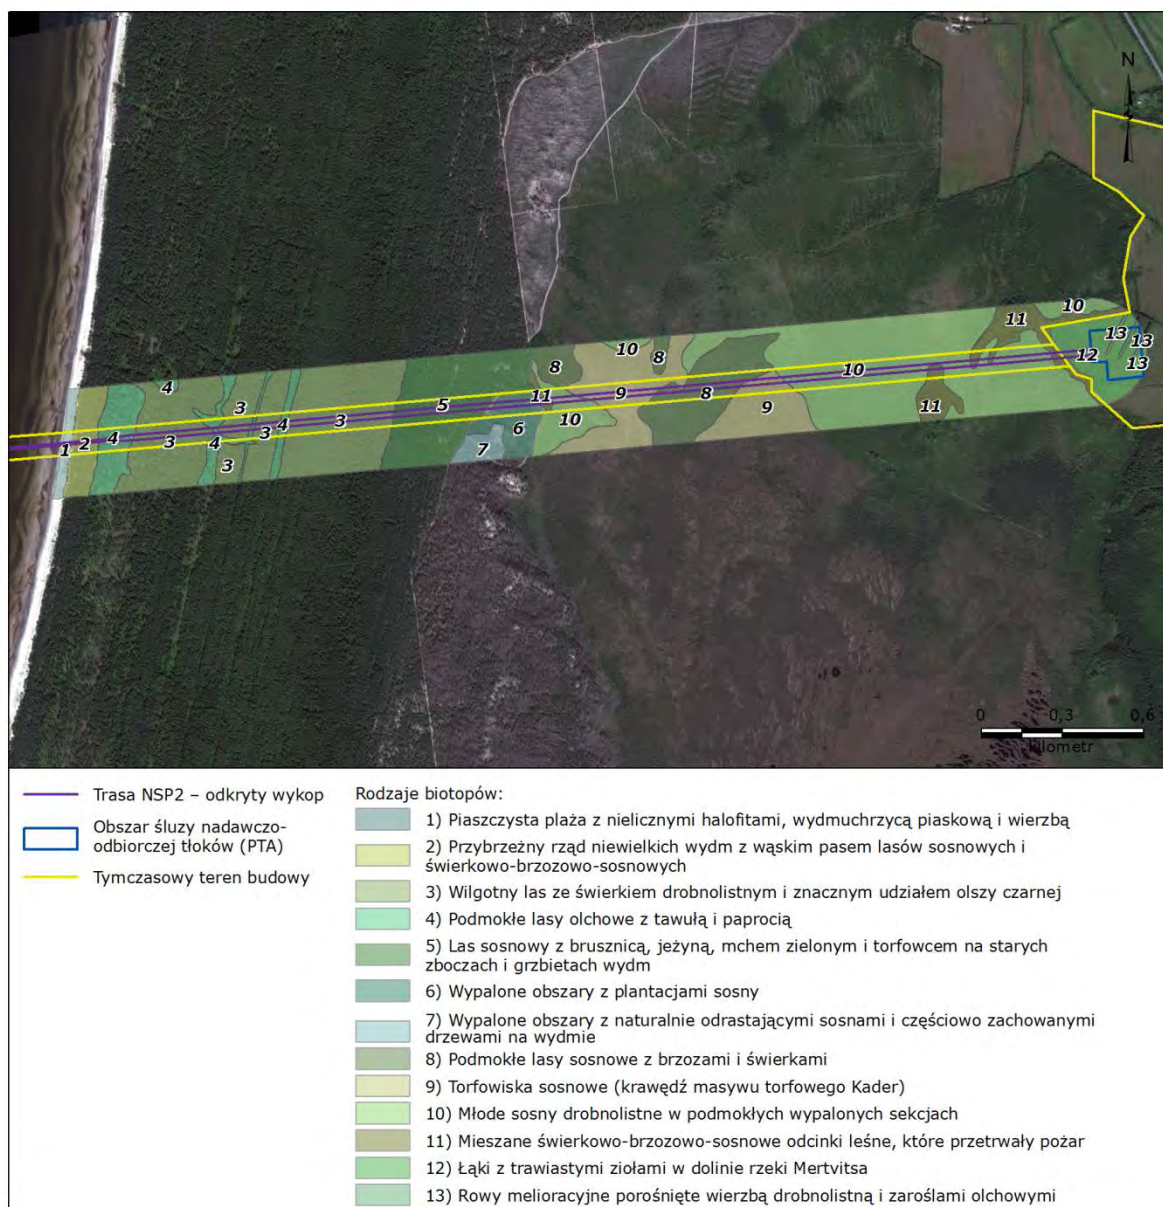 N
10
11
13
13
13
12
10
8
8
10
4
3
5
11
9
8
9
11
10
6
7
1
2
4
3
4
3
4
3
3
0 0,3 0,6
kilometr
Trasa NSP2 – odkryty wykop
Obszar śluzy nadawczo-
odbiorczej tłoków (PTA)
Tymczasowy teren budowy
Rodzaje biotopów:
1) Piaszczysta plaża z nielicznymi halofitami, wydmuchrzycą piaskową i wierzbą
2) Przybrzeżny rząd niewielkich wydm z wąskim pasem lasów sosnowych i
świerkowo-brzozowo-sosnowych
3) Wilgotny las ze świerkiem drobnolistnym i znacznym udziałem olszy czarnej
4) Podmokłe lasy olchowe z tawułą i paprocią
5) Las sosnowy z brusznicą, jeżyną, mchem zielonym i torfowcem na starych
zboczach i grzbietach wydm
6) Wypalone obszary z plantacjami sosny
7) Wypalone obszary z naturalnie odrastającymi sosnami i częściowo zachowanymi
drzewami na wydmie
8) Podmokłe lasy sosnowe z brzozami i świerkami
9) Torfowiska sosnowe (krawędź masywu torfowego Kader)
10) Młode sosny drobnolistne w podmokłych wypalonych sekcjach
11) Mieszane świerkowo-brzozowo-sosnowe odcinki leśne, które przetrwały pożar
12) Łąki z trawiastymi ziołami w dolinie rzeki Mertvitsa
13) Rowy melioracyjne porośnięte wierzbą drobnolistną i zaroślami olchowymi